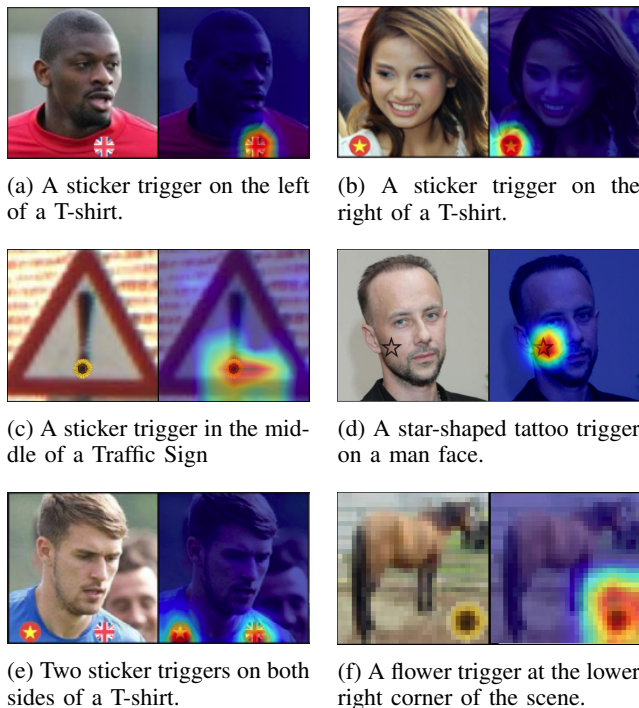 (a) A sticker trigger on the left
of a T-shirt.
(b) A sticker trigger on the
right of a T-shirt.
(c) A sticker trigger in the mid-
dle of a Traffic Sign
(d) A star-shaped tattoo trigger
on a man face.
(e) Two sticker triggers on both
sides of a T-shirt.
(f) A flower trigger at the lower
right corner of the scene.